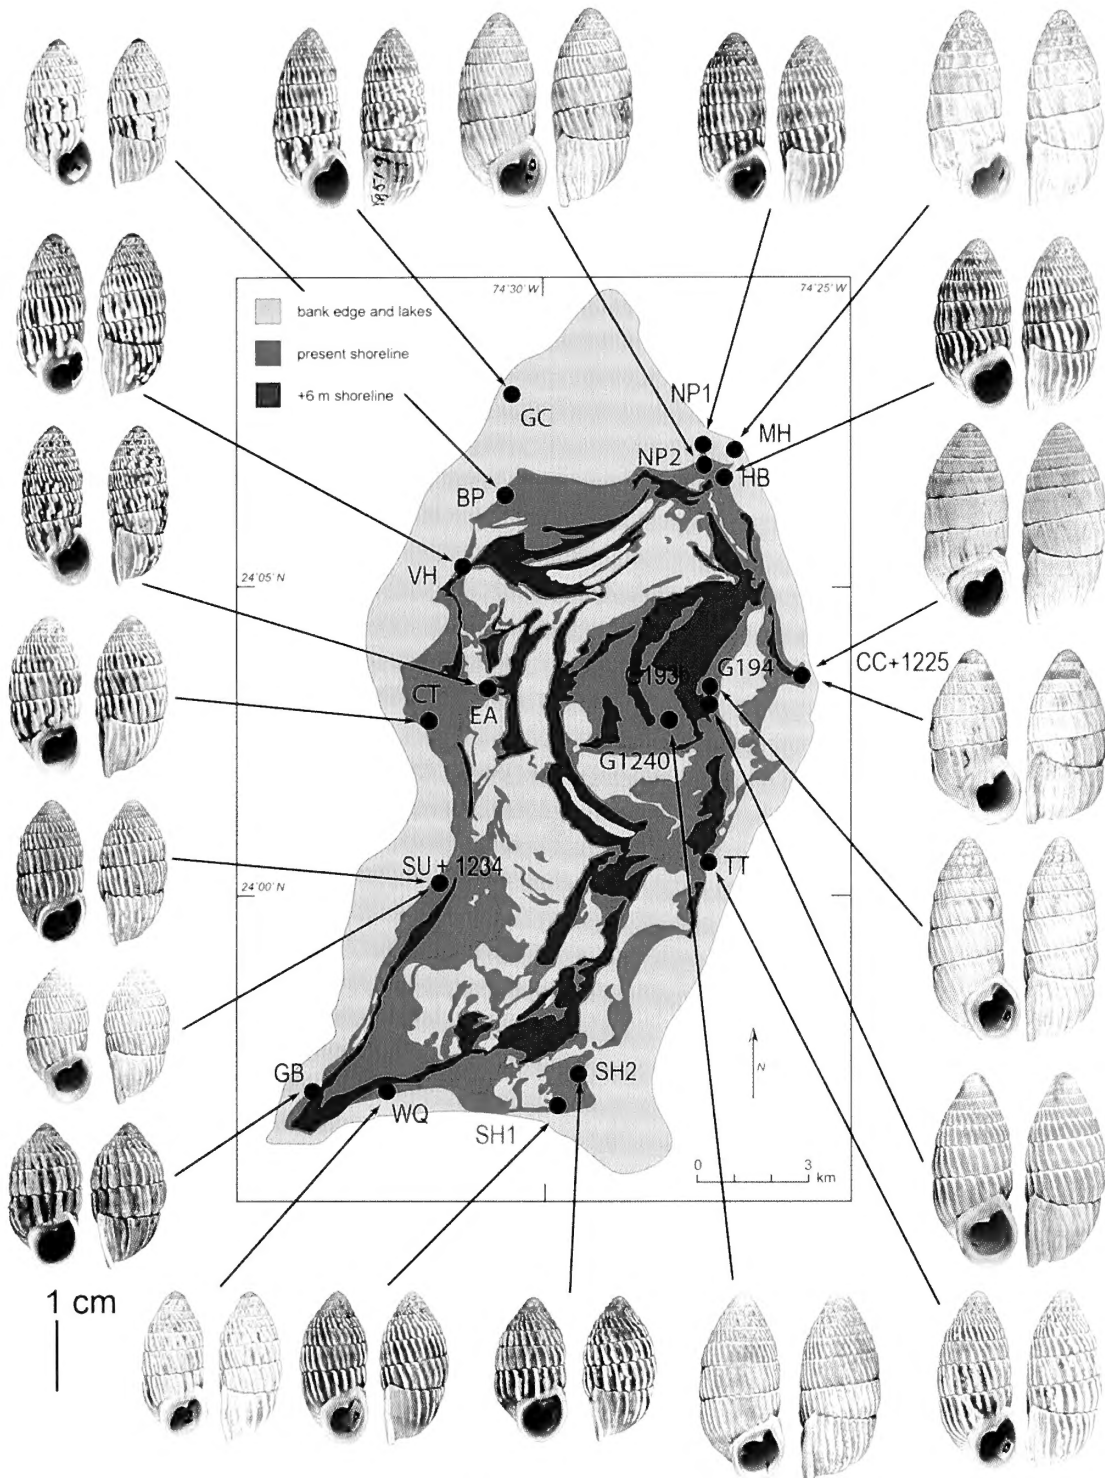 74°30' W
74°25' W
bank edge and lakes
present shoreline
+6 m shoreline
GC
NP1
MH
NP2
HB
BP
VH
24°05' N
CC+1225
G194
CT
EA
G1240
SU + 1234
24°00' N
TT
GB
WQ
SH2
SH1
N
0 3
km
1 cm